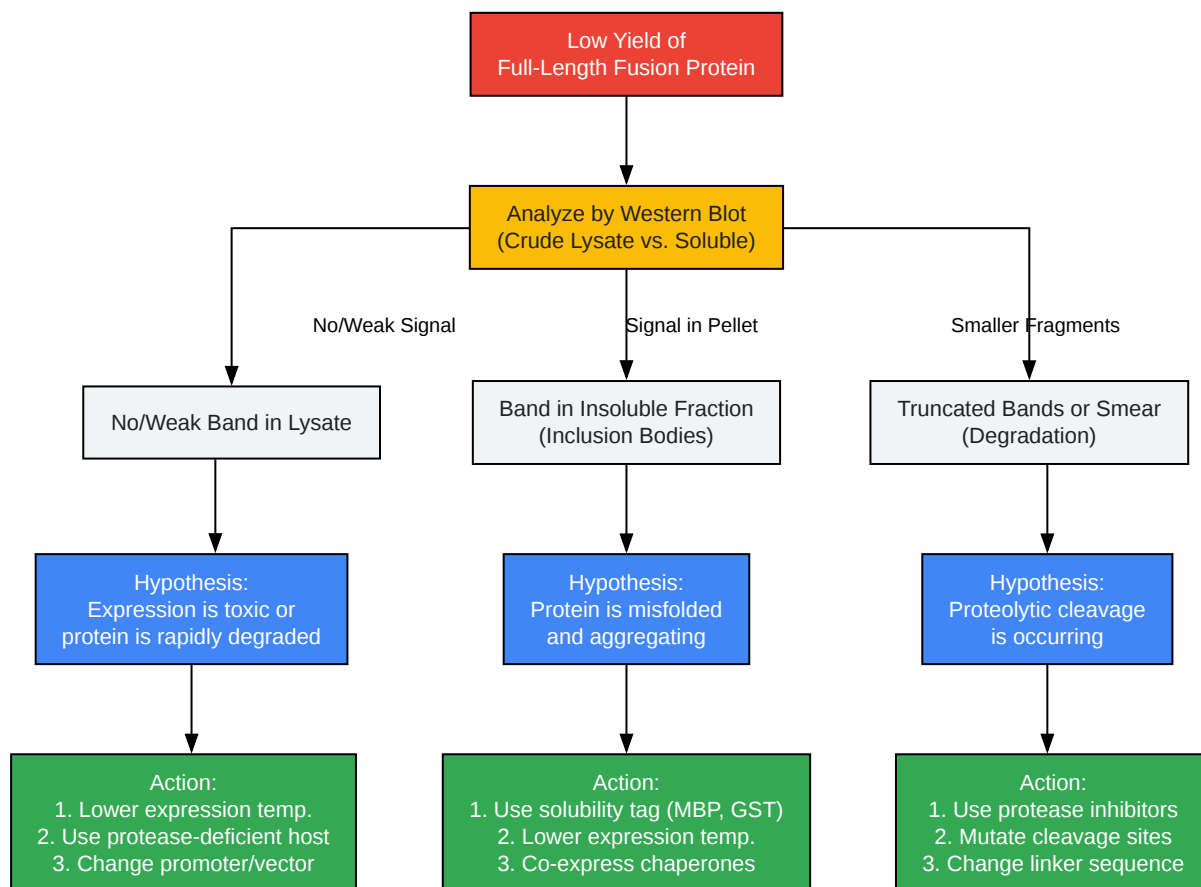 Low Yield of
Full-Length Fusion Protein
Analyze by Western Blot
(Crude Lysate vs. Soluble)
No/Weak Signal
Signal in Pellet
Smaller Fragments
No/Weak Band in Lysate
Band in Insoluble Fraction
(Inclusion Bodies)
Truncated Bands or Smear
(Degradation)
Hypothesis:
Expression is toxic or
protein is rapidly degraded
Hypothesis:
Protein is misfolded
and aggregating
Hypothesis:
Proteolytic cleavage
is occurring
Action:
1. Lower expression temp.
2. Use protease-deficient host
3. Change promoter/vector
Action:
1. Use solubility tag (MBP, GST)
2. Lower expression temp.
3. Co-express chaperones
Action:
1. Use protease inhibitors
2. Mutate cleavage sites
3. Change linker sequence